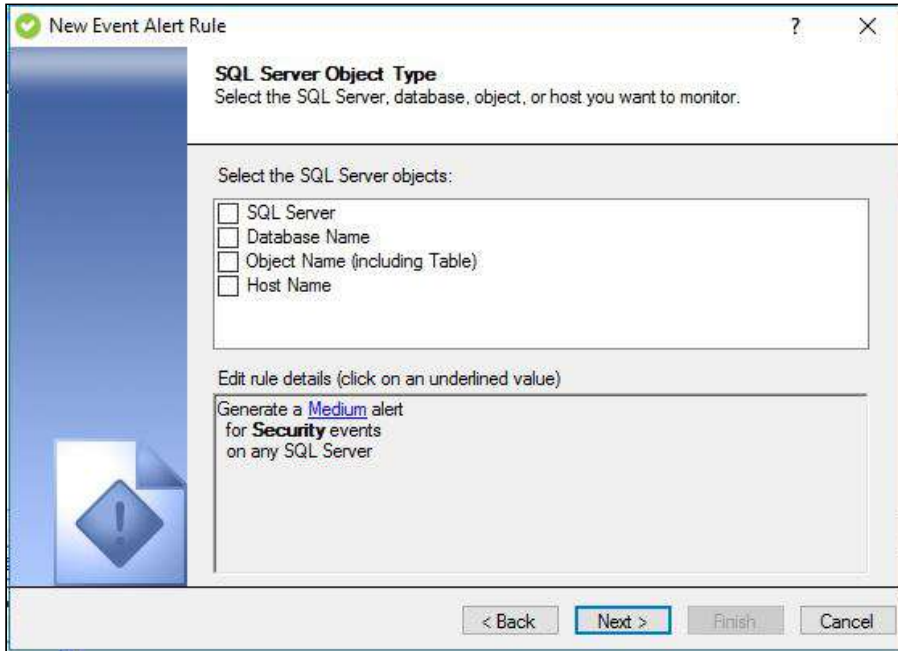 New Event Alert Rule
?
SQL Server Object Type
Select the SQL Server, database, object, or host you want to monitor.
Select the SQL Server objects:
SQL Server
Database Name
Object Name (including Table)
Host Name
Edit rule details (click on an underlined value)
Generate a Medium alert
for Security events
on any SQL Server
< Back
Next >
Finish
Cancel